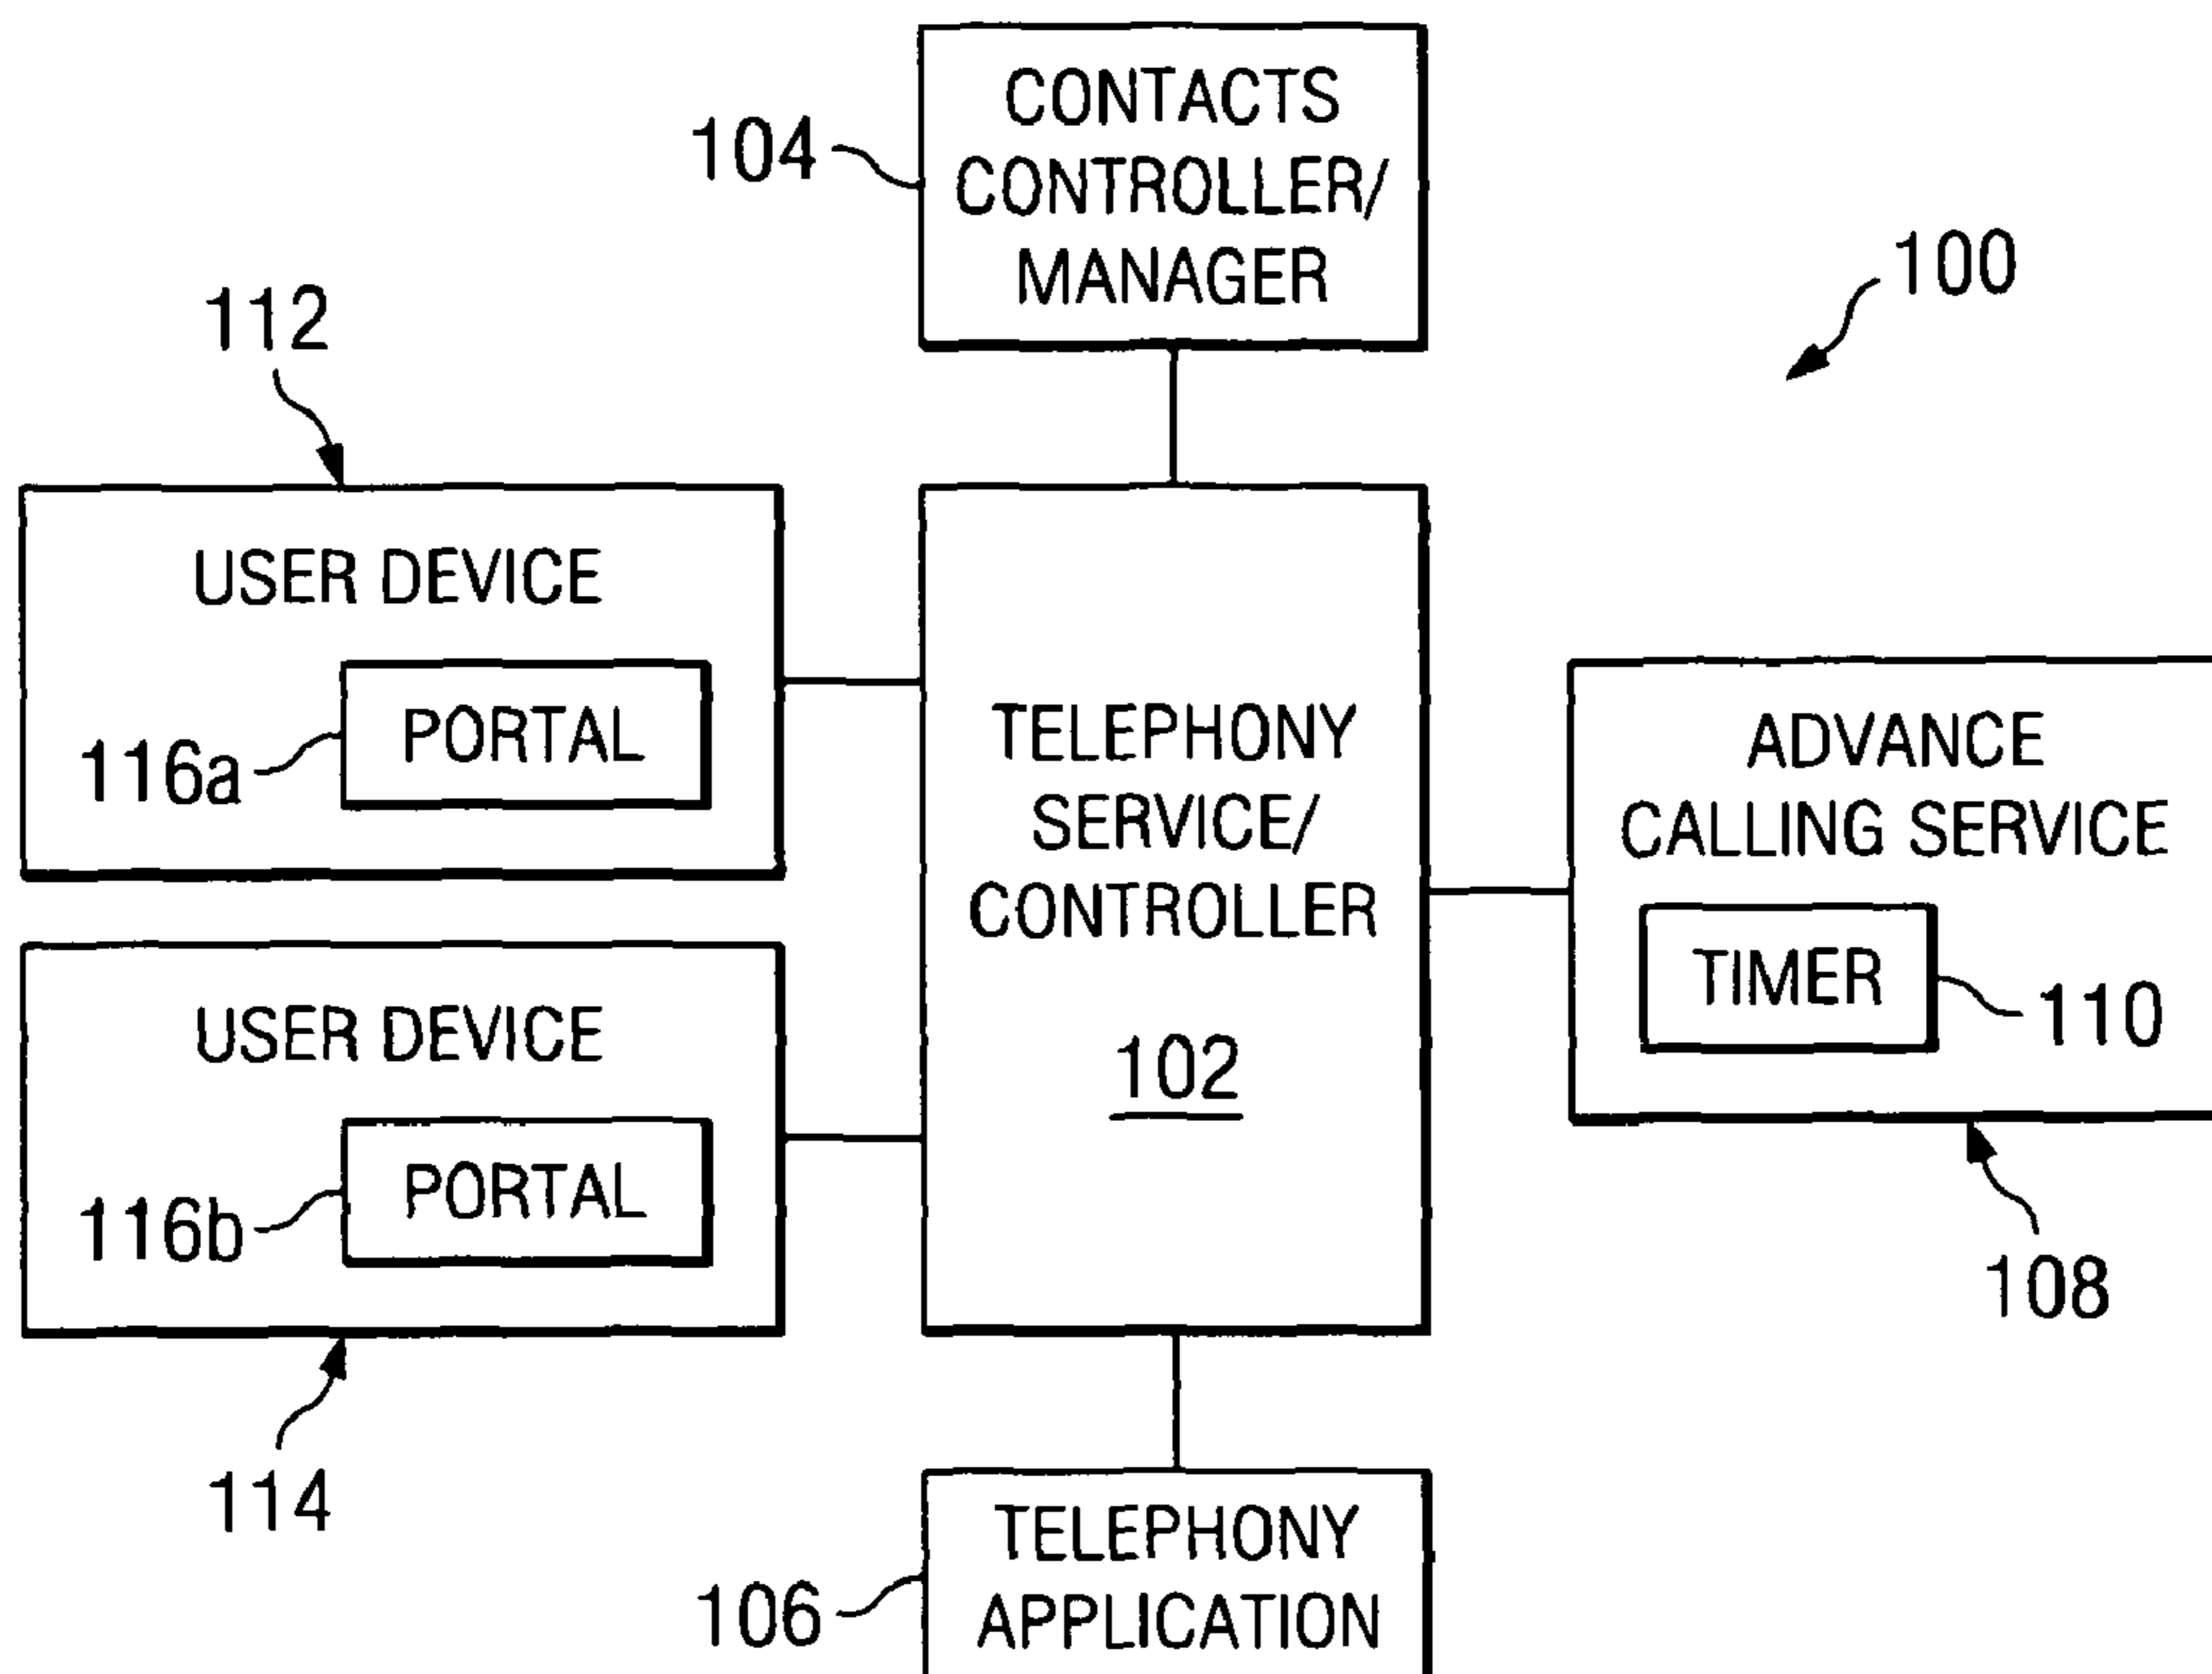 CONTACTS
CONTROLLER/
MANAGER
104
100
112
USER DEVICE
PORTAL
116a
TELEPHONY
SERVICE/
CONTROLLER
102
ADVANCE
CALLING SERVICE
TIMER
110
108
USER DEVICE
PORTAL
116b
114
TELEPHONY
APPLICATION
106